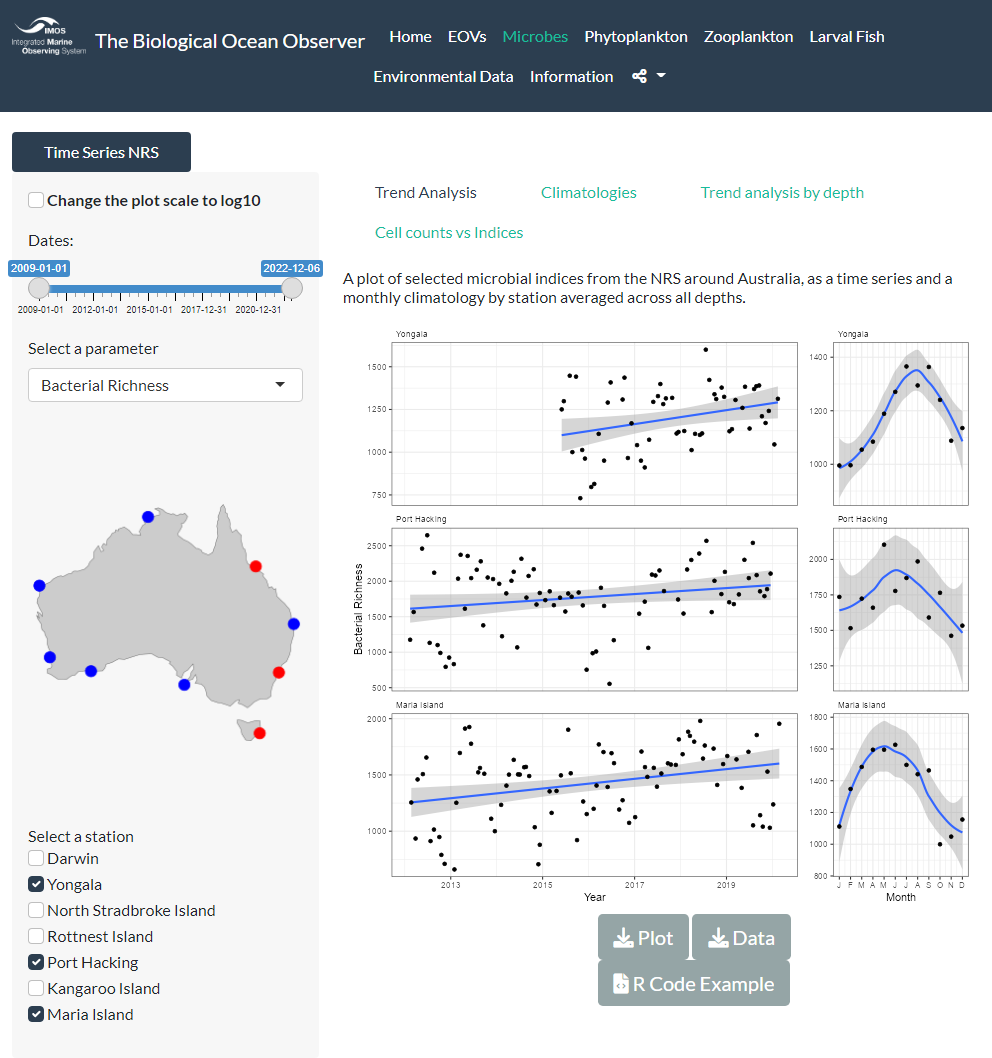 IMOS
Integrated Marine
Observing System
The Biological Ocean Observer
Home EOVs Microbes Phytoplankton Zooplankton Larval Fish
Environmental Data Information
Time Series NRS
Change the plot scale to log10
Dates:
2009-01-01 2022-12-06
2009-01-01 2012-01-01 2015-01-01 2017-12-31 2020-12-31
Select a parameter
Bacterial Richness
Select a station
Darwin
Yongala
North Stradbroke Island
Rottnest Island
Port Hacking
Kangaroo Island
Maria Island
Trend Analysis Climatologies Trend analysis by depth
Cell counts vs Indices
A plot of selected microbial indices from the NRS around Australia, as a time series and a
monthly climatology by station averaged across all depths.
Bacterial Richness
Yongala
1500
1250
1000
750
Yongala
1400
1200
1000
Port Hacking
2500
2000
1500
1000
500
Port Hacking
2000
1750
1500
1250
Maria Island
2000
1500
1000
2013 2015 2017 2019
Year
Maria Island
1800
1600
1400
1200
1000
800
J F M A M J J A S O N D
Month
Plot Data
R Code Example